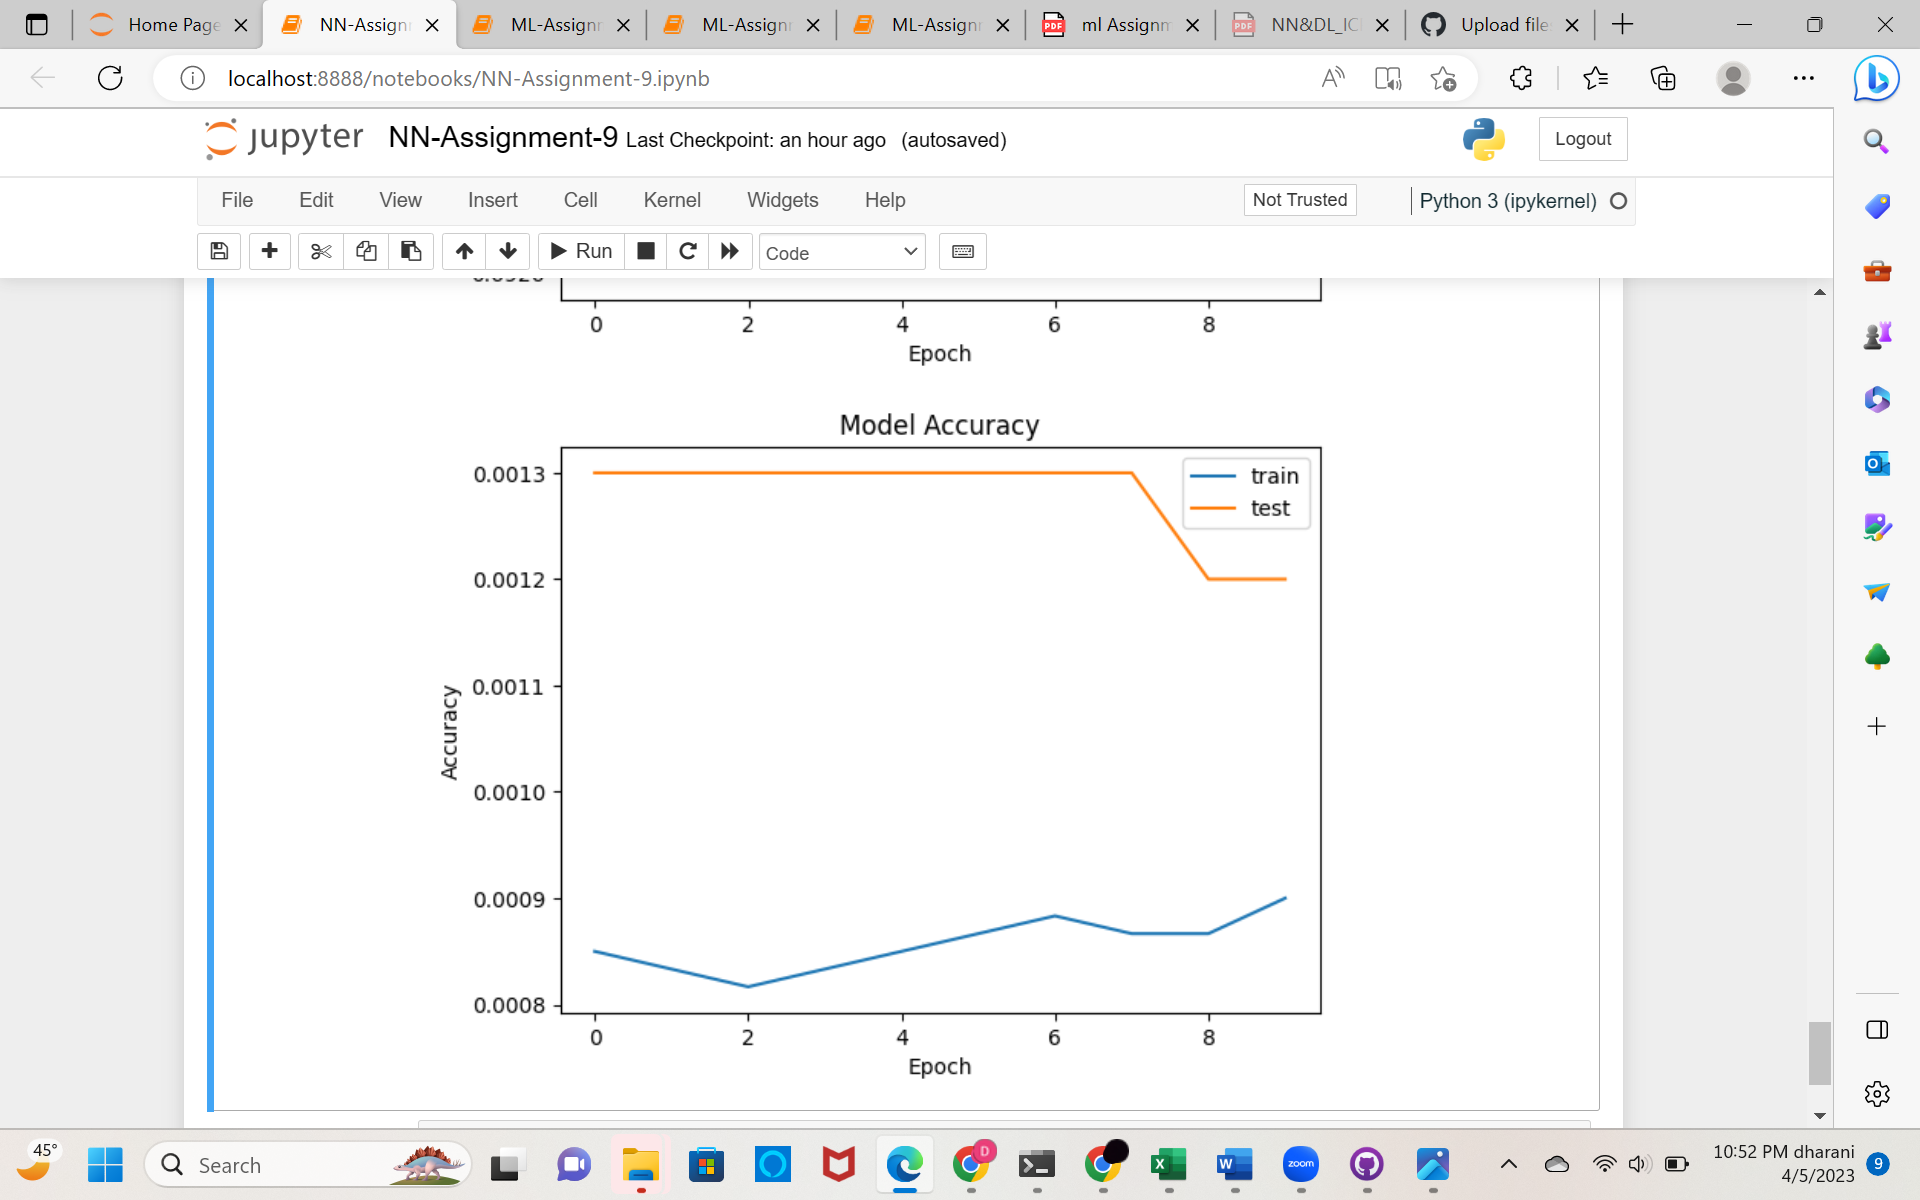 Home Page
NN-Assign
ML-Assign
ML-Assign
ML-Assign
PDF
ml Assignm
PDF
NN&DL_IC
Upload file
localhost:8888/notebooks/NN-Assignment-9.ipynb
jupyter NN-Assignment-9 Last Checkpoint: an hour ago (autosaved)
Logout
File Edit View Insert Cell Kernel Widgets Help
Not Trusted
Python 3 (ipykernel)
Run
Code
0 2 4 6 8
Epoch
Model Accuracy
train
test
0.0013
0.0012
0.0011
0.0010
0.0009
0.0008
Accuracy
0 2 4 6 8
Epoch
45°
Search
D
zoom
10:52 PM dharani
4/5/2023
9